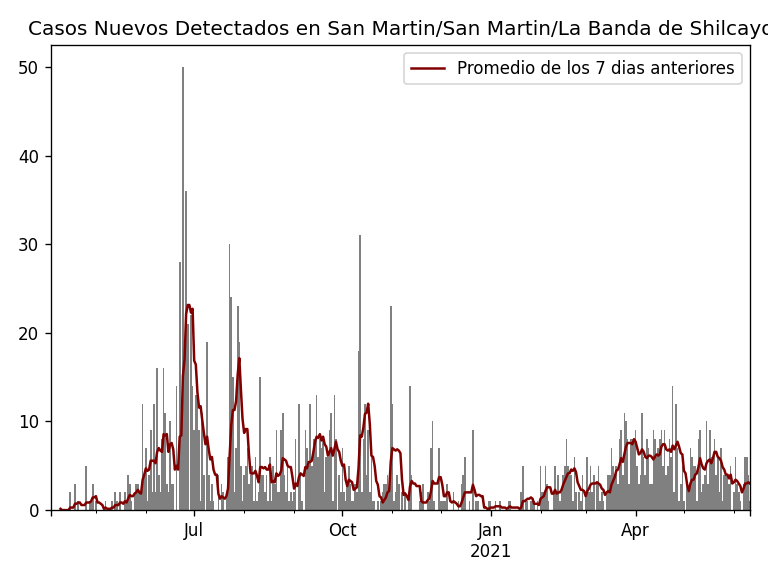 Casos Nuevos Detectados en San Martin/San Martin/La Banda de Shilcayo
Promedio de los 7 dias anteriores
50
40
30
20
10
0
Jul
Oct
Jan
2021
Apr